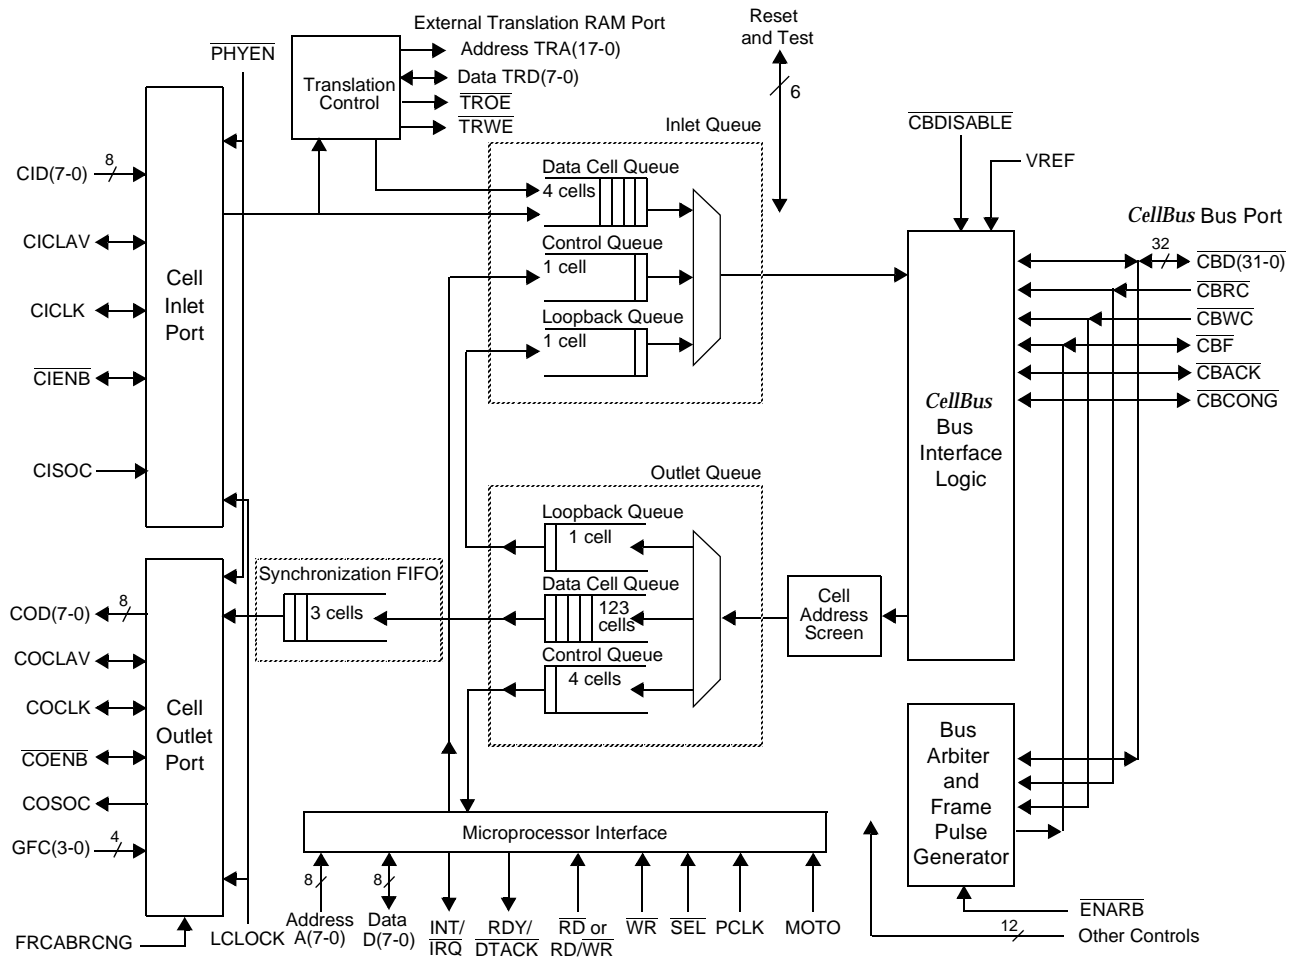 External Translation RAM Port
Reset
and Test
6
PHYEN
Translation
Control
Address TRA(17-0)
Data TRD(7-0)
TROE
TRWE
Inlet Queue
CBDISABLE
VREF
Data Cell Queue
4 cells
Control Queue
1 cell
Loopback Queue
1 cell
CID(7-0)
8
CICLAV
CICLK
CIENB
CISOC
Cell
Inlet
Port
CellBus Bus Port
32
CBD(31-0)
CBRC
CBWC
CBF
CBACK
CBCONG
CellBus
Bus
Interface
Logic
Outlet Queue
Loopback Queue
1 cell
Data Cell Queue
123
cells
Control Queue
4 cells
Synchronization FIFO
3 cells
Cell
Address
Screen
COD(7-0)
8
COCLAV
COCLK
COENB
COSOC
GFC(3-0)
4
Cell
Outlet
Port
Bus
Arbiter
and
Frame
Pulse
Generator
Microprocessor Interface
8
8
FRCABRCNG
LCLOCK
Address
A(7-0)
Data
D(7-0)
INT/
IRQ
RDY/
DTACK
RD or
RD/WR
WR
SEL
PCLK
MOTO
ENARB
12
Other Controls